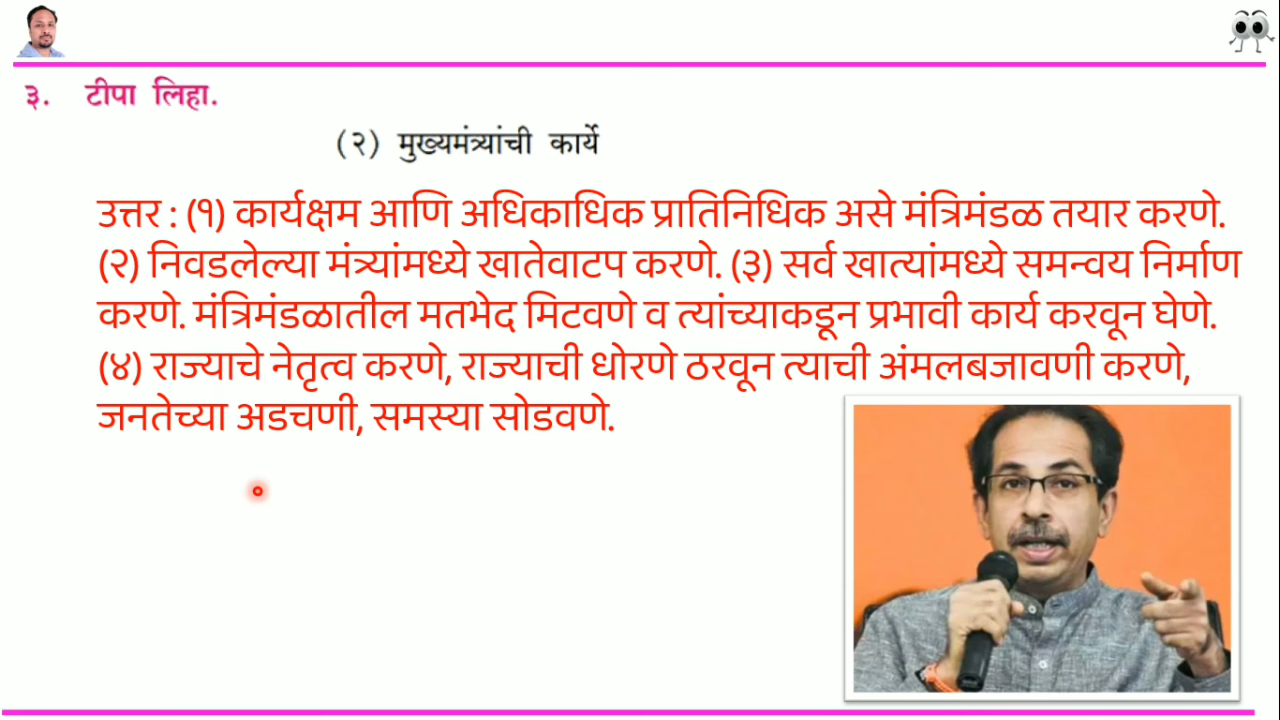 ३. टीपा लिहा.
(२) मुख्यमंत्र्यांची कार्ये
उत्तर : (१) कार्यक्षम आणि अधिकाधिक प्रातिनिधिक असे मंत्रिमंडळ तयार करणे.
(२) निवडलेल्या मंत्र्यांमध्ये खातेवाटप करणे. (३) सर्व खात्यांमध्ये समन्वय निर्माण
करणे. मंत्रिमंडळातील मतभेद मिटवणे व त्यांच्याकडून प्रभावी कार्य करवून घेणे.
(४) राज्याचे नेतृत्व करणे, राज्याची धोरणे ठरवून त्याची अंमलबजावणी करणे,
जनतेच्या अडचणी, समस्या सोडवणे.